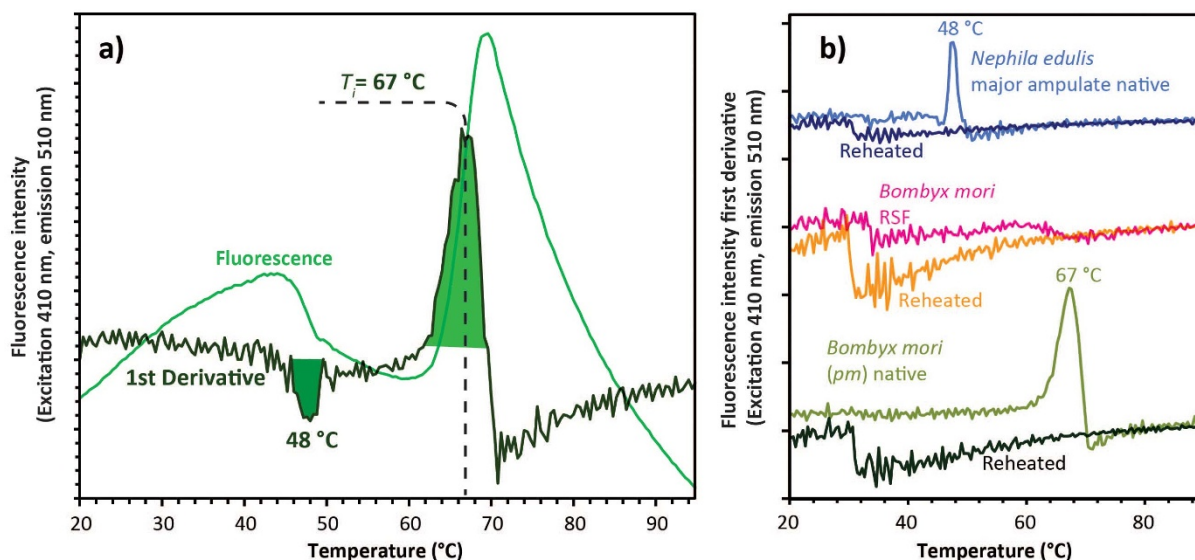 a)
Tᵢ= 67 °C
Fluorescence
1st Derivative
48 °C
Fluorescence intensity
(Excitation 410 nm, emission 510 nm)
20 30 40 50 60 70 80 90
Temperature (°C)
b)
48 °C
Nephila edulis
major ampulate native
Reheated
Bombyx mori
RSF
Reheated
67 °C
Bombyx mori
(pm) native
Reheated
Fluorescence intensity first derivative
(Excitation 410 nm, emission 510 nm)
20 40 60 80
Temperature (°C)